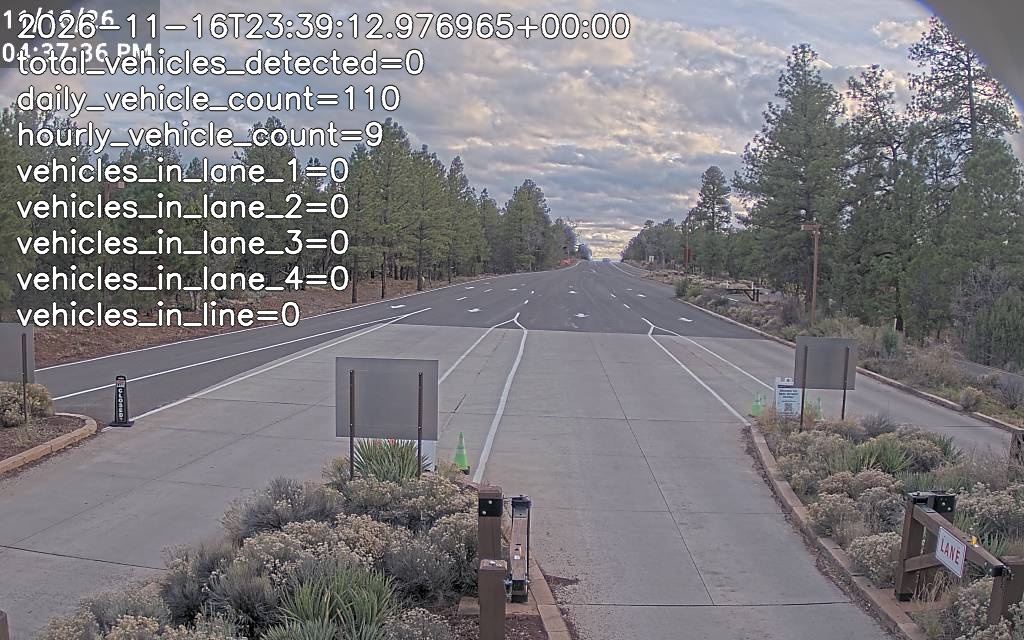 2026-11-16T23:39:12.976965+00:00
04:37:36 PM
total_vehicles_detected=0
daily_vehicle_count=110
hourly_vehicle_count=9
vehicles_in_lane_1=0
vehicles_in_lane_2=0
vehicles_in_lane_3=0
vehicles_in_lane_4=0
vehicles_in_line=0
CLOSED
LANE